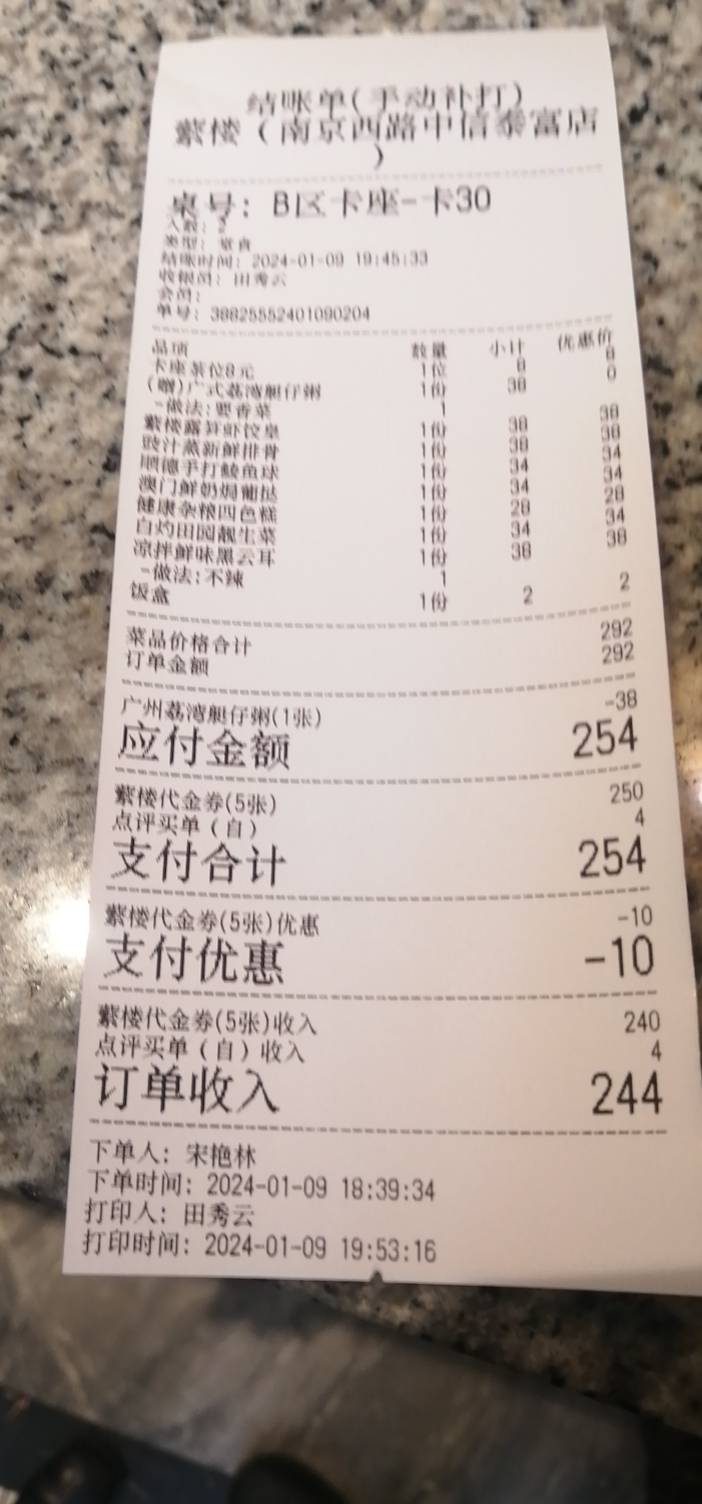 结账单(手动补打)
紫楼（南京西路中信泰富店
）
桌号: B区卡座-卡30
人数: 2
类型: 堂食
结账时间: 2024-01-09 19:45:33
收银员: 田秀云
会员:
单号: 38825552401090204
品项 数量 小计 优惠价
卡座茶位8元 1位 8 8
(赠)广式荔湾艇仔粥 1份 38 0
-做法:要香菜 1
紫楼露笋虾饺皇 1份 38 38
豉汁蒸新鲜排骨 1份 38 38
顺德手打鲮鱼球 1份 34 34
澳门鲜奶焗葡挞 1份 34 34
健康杂粮四色糕 1份 28 28
白灼田园靓生菜 1份 34 34
凉拌鲜味黑云耳 1份 38 38
-做法:不辣 1
饭盒 1份 2 2
菜品价格合计 292
订单金额 292
广州荔湾艇仔粥(1张) -38
应付金额 254
紫楼代金券(5张) 250
点评买单（自） 4
支付合计 254
紫楼代金券(5张)优惠 -10
支付优惠 -10
紫楼代金券(5张)收入 240
点评买单（自）收入 4
订单收入 244
下单人: 宋艳林
下单时间: 2024-01-09 18:39:34
打印人: 田秀云
打印时间: 2024-01-09 19:53:16